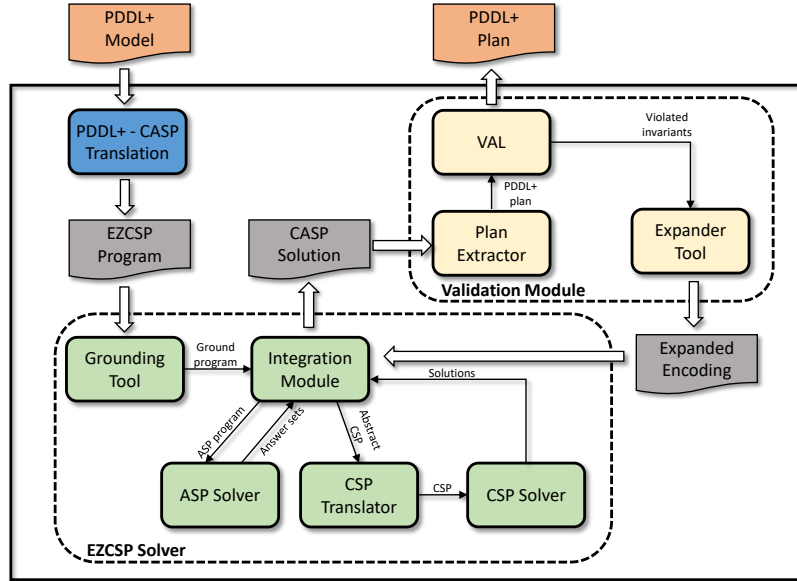 PDDL+
Model
PDDL+
Plan
PDDL+ - CASP
Translation
VAL
Violated
invariants
PDDL+
plan
EZCSP
Program
CASP
Solution
Plan
Extractor
Expander
Tool
Validation Module
Grounding
Tool
Ground
program
Integration
Module
Expanded
Encoding
Solutions
ASP program
Answer sets
Abstract
CSP
ASP Solver
CSP
Translator
CSP
CSP Solver
EZCSP Solver